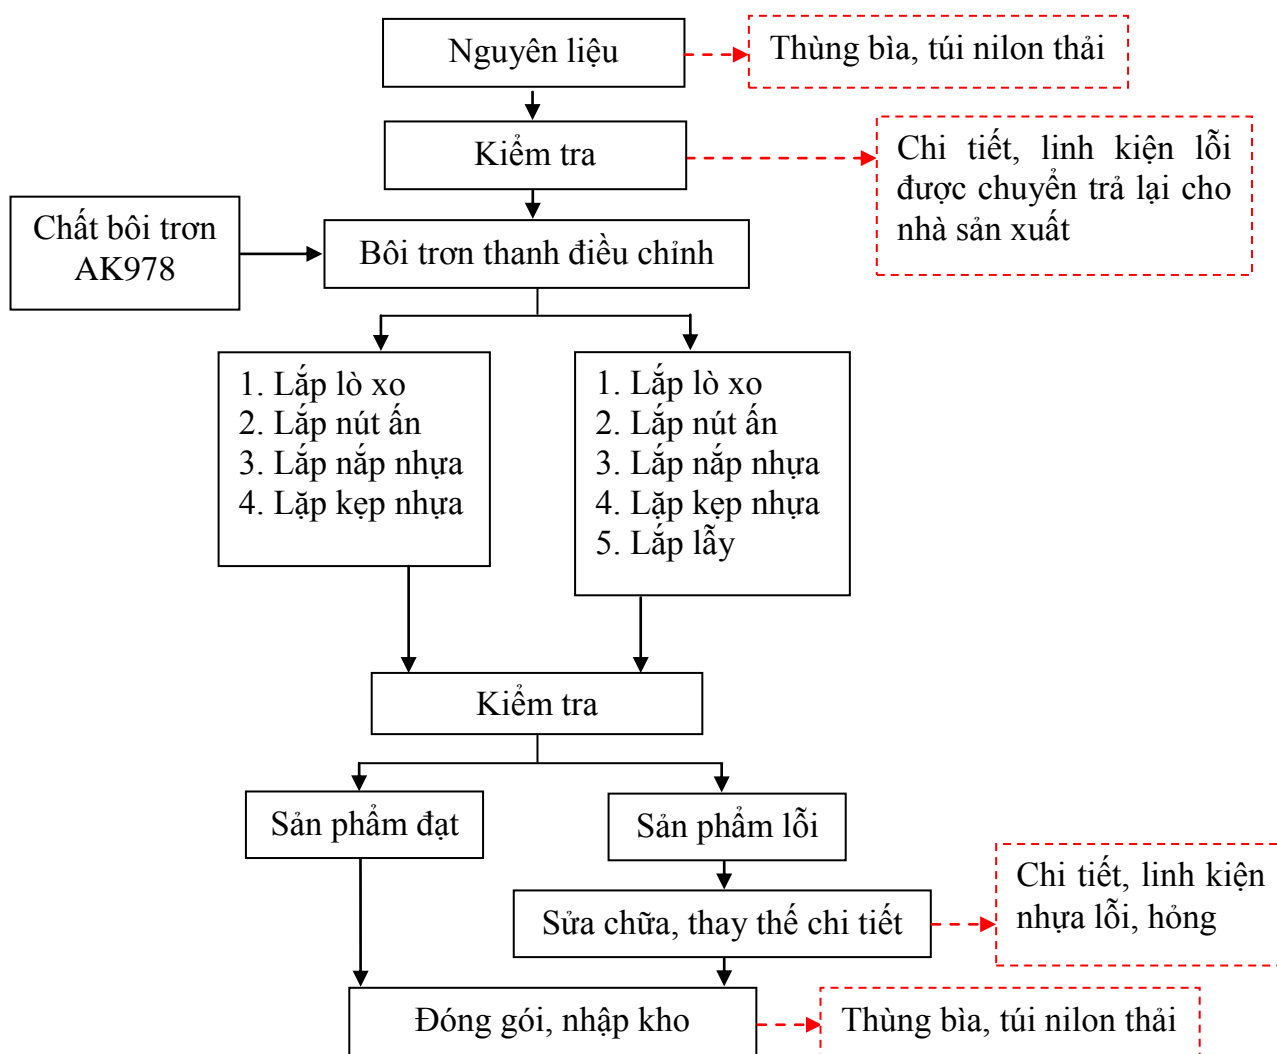 Nguyên liệu
Thùng bìa, túi nilon thải
Kiểm tra
Chi tiết, linh kiện lỗi
được chuyển trả lại cho
nhà sản xuất
Chất bôi trơn
AK978
Bôi trơn thanh điều chỉnh
1. Lắp lò xo
2. Lắp nút ấn
3. Lắp nắp nhựa
4. Lặp kẹp nhựa
1. Lắp lò xo
2. Lắp nút ấn
3. Lắp nắp nhựa
4. Lặp kẹp nhựa
5. Lắp lẫy
Kiểm tra
Sản phẩm đạt
Sản phẩm lỗi
Chi tiết, linh kiện
nhựa lỗi, hỏng
Sửa chữa, thay thế chi tiết
Đóng gói, nhập kho
Thùng bìa, túi nilon thải